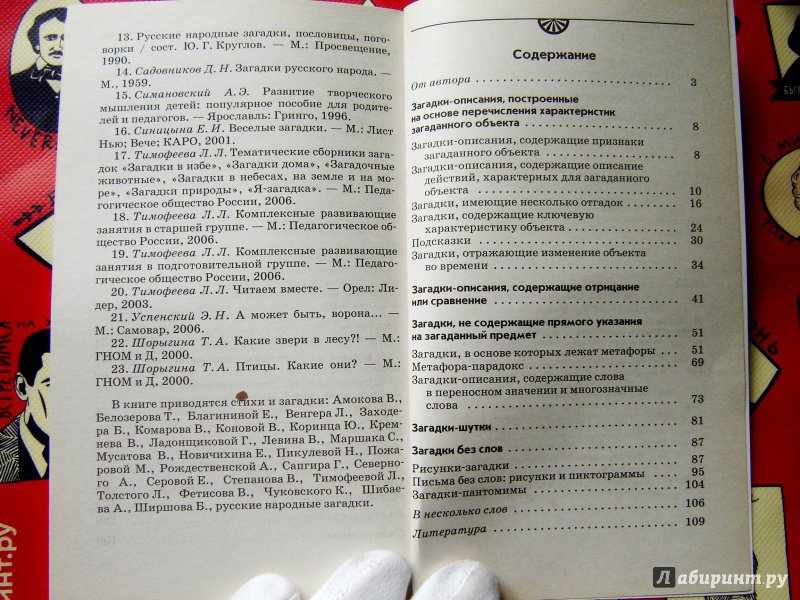 13. Русские народные загадки, пословицы, пого-
ворки / сост. Ю. Г. Круглов. — М.: Просвещение,
1990.
14. Садовников Д. Н. Загадки русского народа. —
М., 1959.
15. Симановский А. Э. Развитие творческого
мышления детей: популярное пособие для родите-
лей и педагогов. — Ярославль: Гринго, 1996.
16. Синицына Е. И. Веселые загадки. — М.: Лист
Нью; Вече; КАРО, 2001.
17. Тимофеева Л. Л. Тематические сборники зага-
док «Загадки в избе», «Загадки дома», «Загадочные
животные», «Загадки в небесах, на земле и на мо-
ре», «Загадки природы», «Я-загадка». — М.: Педа-
гогическое общество России, 2006.
18. Тимофеева Л. Л. Комплексные развивающие
занятия в старшей группе. — М.: Педагогическое об-
щество России, 2006.
19. Тимофеева Л. Л. Комплексные развивающие
занятия в подготовительной группе. — М.: Педаго-
гическое общество России, 2006.
20. Тимофеева Л. Л. Читаем вместе. — Орел: Ли-
дер, 2003.
21. Успенский Э. Н. А может быть, ворона... —
М.: Самовар, 2006.
22. Шорыгина Т. А. Какие звери в лесу?! — М.:
ГНОМ и Д, 2000.
23. Шорыгина Т. А. Птицы. Какие они? — М.:
ГНОМ и Д, 2000.
В книге приводятся стихи и загадки: Амокова В.,
Белозерова Т., Благининой Е., Венгера Л., Заходе-
ра Б., Комарова В., Коновой В., Коринца Ю., Крем-
нева В., Ладонщиковой Г., Левина В., Маршака С.,
Мусатова В., Новичихина Е., Пикулевой Н., Пожа-
ровой М., Рождественской А., Сапгира Г., Северно-
го А., Серовой Е., Степанова В., Тимофеевой Л.,
Толстого Л., Фетисова В., Чуковского К., Шибае-
ва А., Ширшова Б., русские народные загадки.
Содержание
От автора 3
Загадки-описания, построенные
на основе перечисления характеристик
загаданного объекта 8
Загадки-описания, содержащие признаки
загаданного объекта 8
Загадки-описания, содержащие описание
действий, характерных для загаданного
объекта 10
Загадки, имеющие несколько отгадок 16
Загадки, содержащие ключевую
характеристику объекта 24
Подсказки 30
Загадки, отражающие изменение объекта
во времени 34
Загадки-описания, содержащие отрицание
или сравнение 41
Загадки, не содержащие прямого указания
на загаданный предмет 51
Загадки, в основе которых лежат метафоры 51
Метафора-парадокс 69
Загадки-описания, содержащие слова
в переносном значении и многозначные
слова 73
Загадки-шутки 81
Загадки без слов 87
Рисунки-загадки 87
Письма без слов: рисунки и пиктограммы 95
Загадки-пантомимы 104
В несколько слов 106
Литература 109
NEVER
ВСТРЕТИМСЯ
Лабиринт.ру